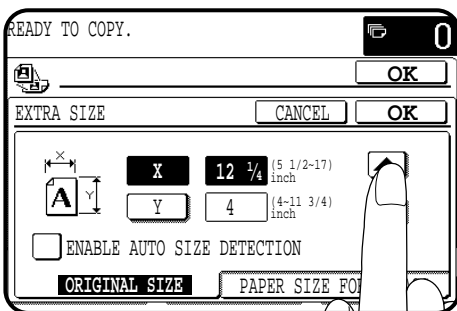 READY TO COPY.
0
OK
EXTRA SIZE CANCEL OK
X
X 12 1/4 (5 1/2~17) inch
A Y
Y 4 (4~11 3/4) inch
ENABLE AUTO SIZE DETECTION
ORIGINAL SIZE PAPER SIZE FO